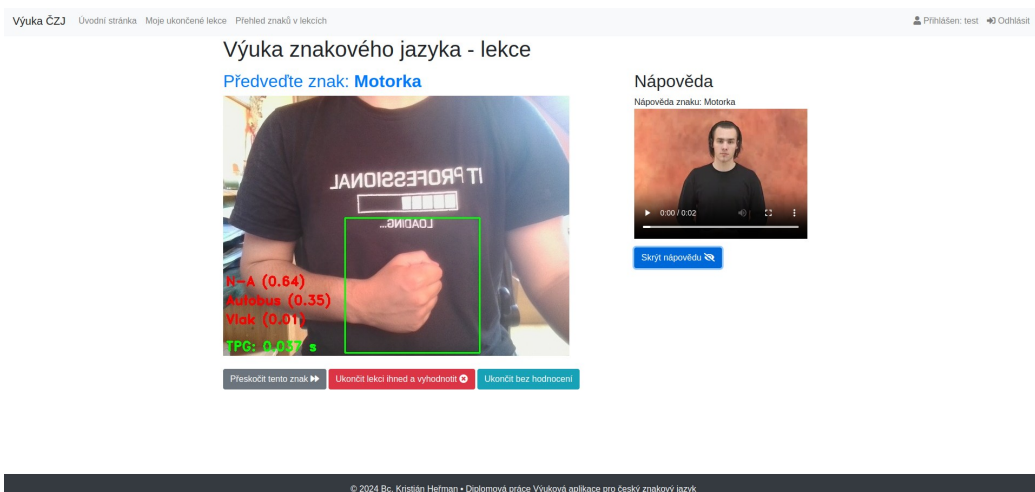 Výuka ČZJ Úvodní stránka Moje ukončené lekce Přehled znaků v lekcích Přihlášen: test Odhlásit
Výuka znakového jazyka - lekce
Předveďte znak: Motorka
IT PROFESSIONAL
LOADING...
N-A (0.64)
Autobus (0.35)
Vlak (0.01)
TPG: 0.037 s
Přeskočit tento znak Ukončit lekci ihned a vyhodnotit Ukončit bez hodnocení
Nápověda
Nápověda znaku: Motorka
0:00 / 0:02
Skrýt nápovědu
© 2024 Bc. Kristián Heřman • Diplomová práce Výuková aplikace pro český znakový jazyk